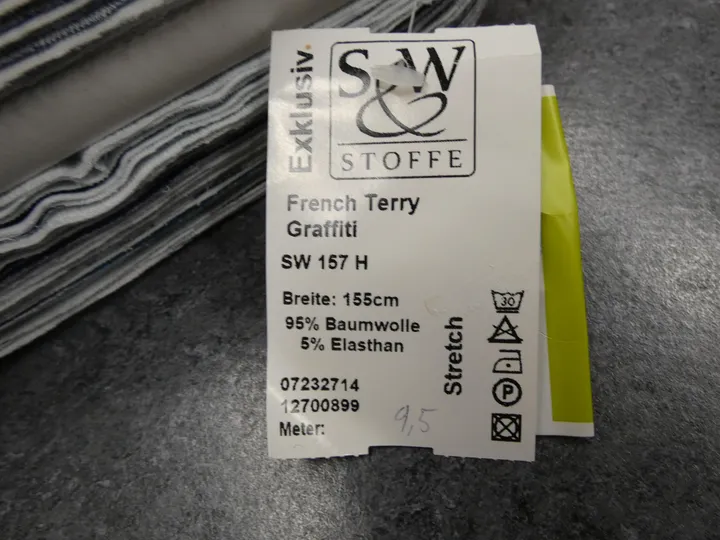 Exklusiv.
S&W
STOFFE
French Terry
Graffiti
SW 157 H
Breite: 155cm
95% Baumwolle
5% Elasthan
Stretch
30
P
07232714
12700899
Meter: 9,5